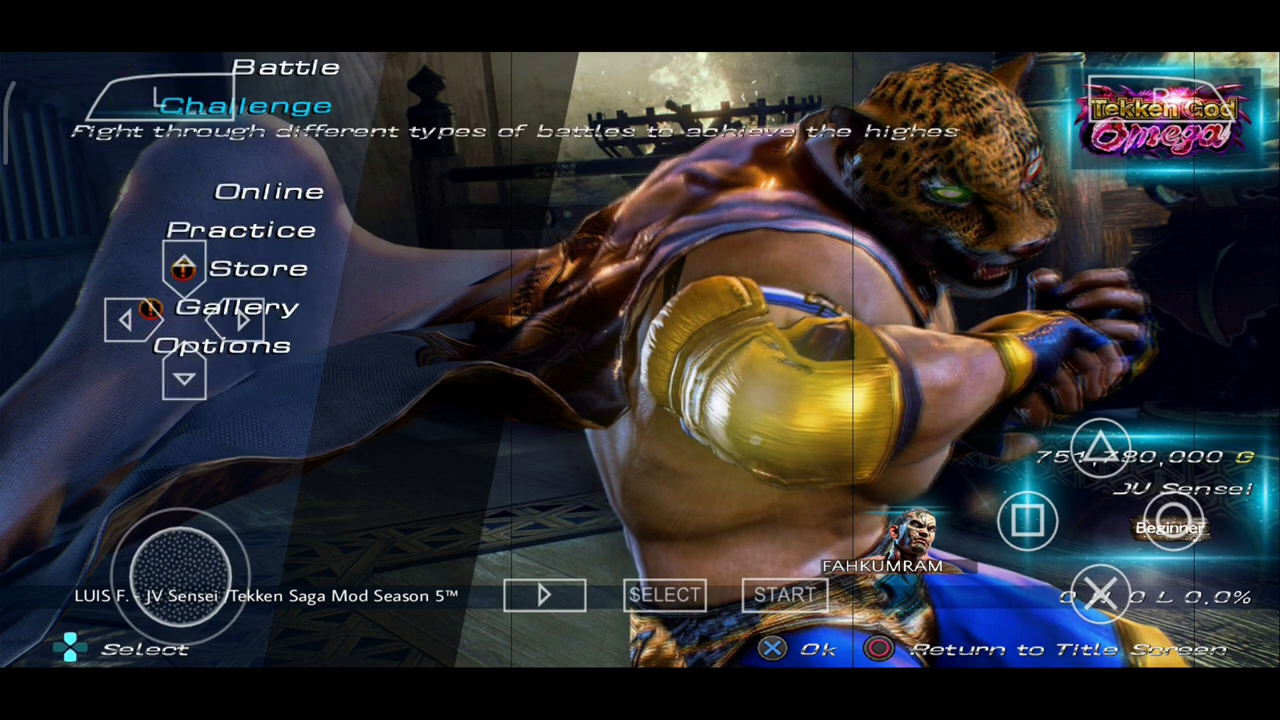 Battle
L
Challenge
Fight through different types of battles to achieve the highes
R
Tekken God
Omega
Online
Practice
Store
Gallery
Options
G
JV Sensei
Beginner
FAHKUMRAM
LUIS F. - JV Sensei -Tekken Saga Mod Season 5™
SELECT
START
L 0.0%
Select
Ok
Return to Title Screen